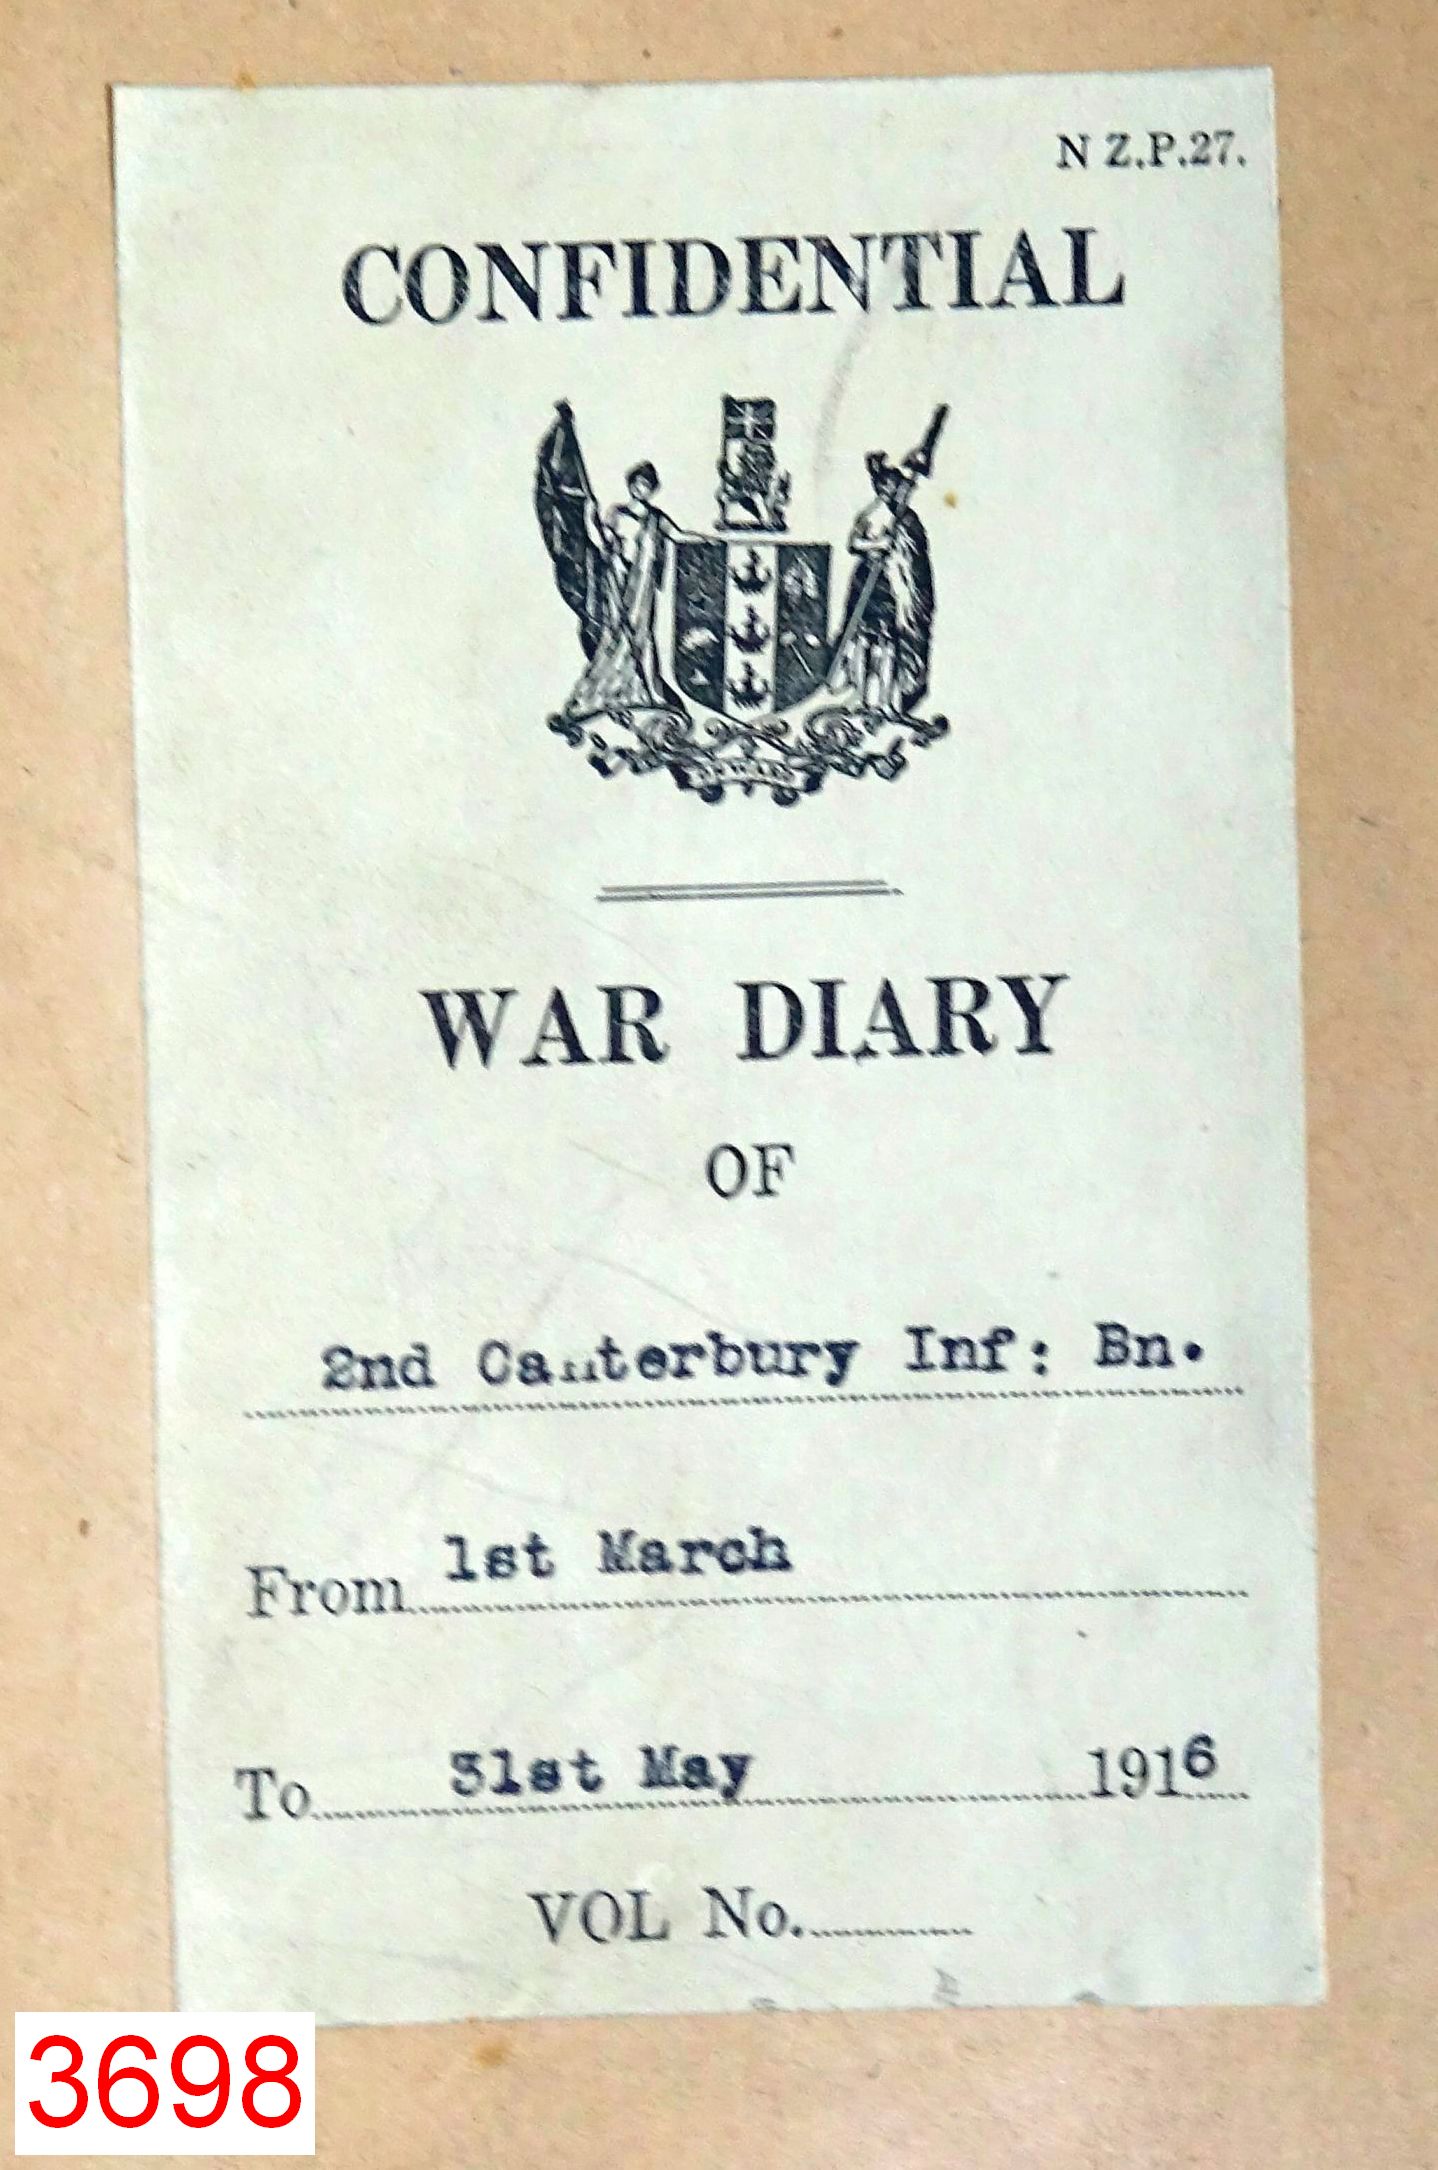 N Z.P.27.
CONFIDENTIAL
ONWARD
WAR DIARY
OF
2nd Canterbury Inf: Bn.
From 1st March
To 31st May 1916
VOL No.
3698